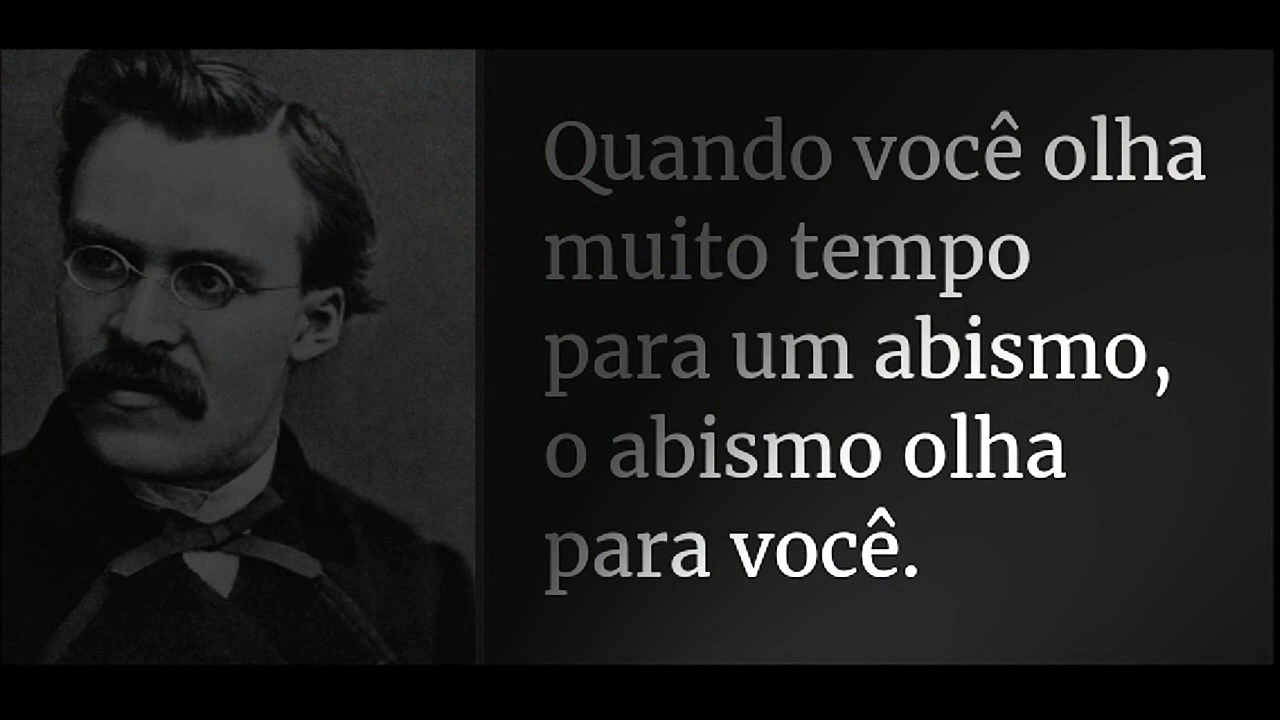 Quando você olha
muito tempo
para um abismo,
o abismo olha
para você.